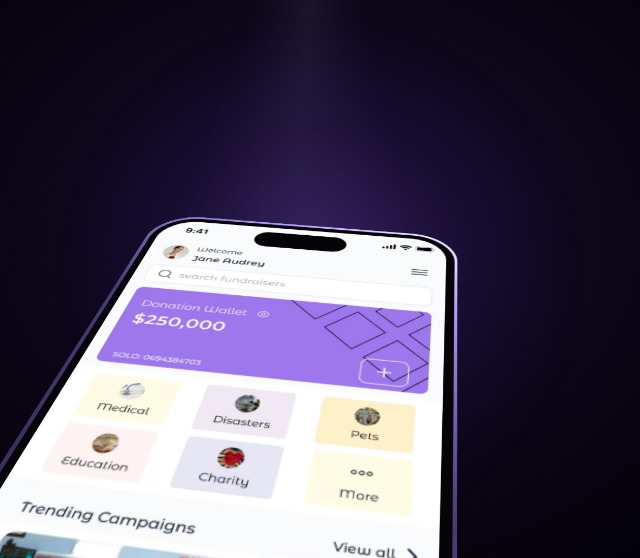 9:41
Welcome
Jane Audrey
search fundraisers
Donation Wallet
$250,000
SOLO: 0694384703
Medical
Disasters
Pets
Education
Charity
More
Trending Campaigns
View all